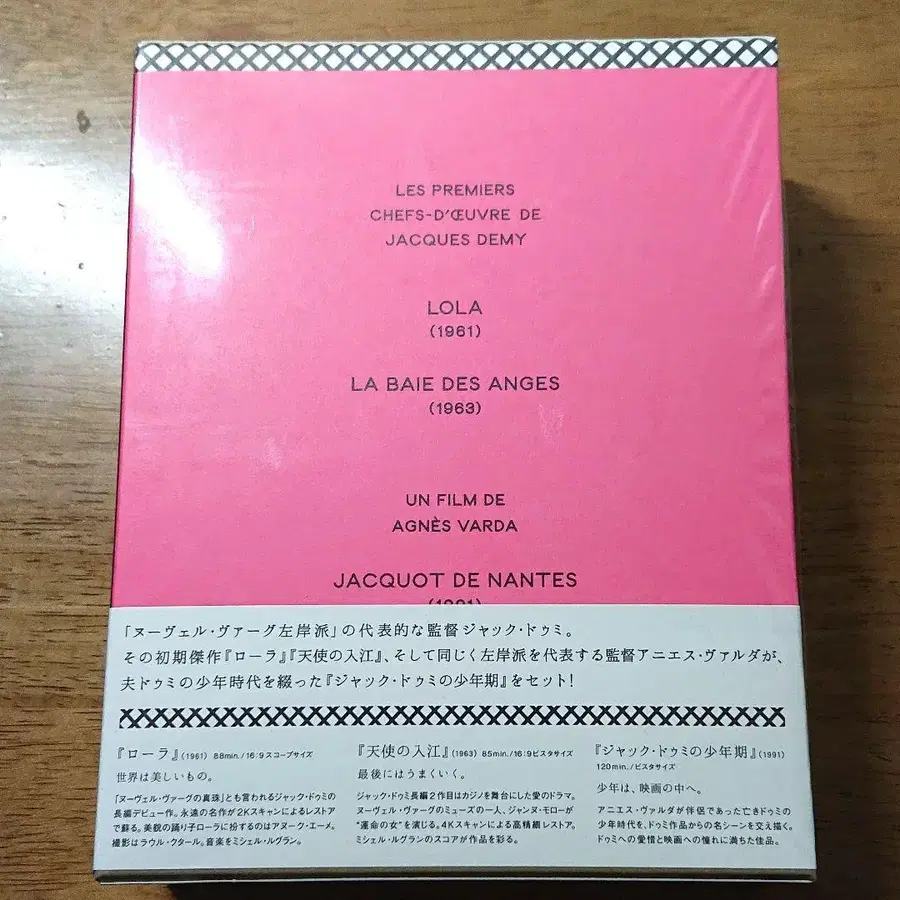 LES PREMIERS
CHEFS-D'ŒUVRE DE
JACQUES DEMY
LOLA
(1961)
LA BAIE DES ANGES
(1963)
UN FILM DE
AGNÈS VARDA
JACQUOT DE NANTES
(1991)
「ヌーヴェル・ヴァーグ左岸派」の代表的な監督ジャック・ドゥミ。
その初期傑作『ローラ』『天使の入江』、そして同じく左岸派を代表する監督アニエス・ヴァルダが、
夫ドゥミの少年時代を綴った『ジャック・ドゥミの少年期』をセット!
『ローラ』(1961) 88min./16:9スコープサイズ
世界は美しいもの。
「ヌーヴェル・ヴァーグの真珠」とも言われるジャック・ドゥミの
長編デビュー作。永遠の名作が2Kスキャンによるレストア
で蘇る。美貌の踊り子ローラに扮するのはアヌーク・エーメ。
撮影はラウル・クタール。音楽をミシェル・ルグラン。
『天使の入江』(1963) 85min./16:9ビスタサイズ
最後にはうまくいく。
ジャック・ドゥミ長編2作目はカジノを舞台にした愛のドラマ。
ヌーヴェル・ヴァーグのミューズの一人、ジャンヌ・モローが
"運命の女"を演じる。4Kスキャンによる高精細レストア。
ミシェル・ルグランのスコアが作品を彩る。
『ジャック・ドゥミの少年期』(1991)
120min./ビスタサイズ
少年は、映画の中へ。
アニエス・ヴァルダが伴侶であった亡きドゥミの
少年時代を、ドゥミ作品からの名シーンを交え描く。
ドゥミへの愛惜と映画への憧れに満ちた佳品。